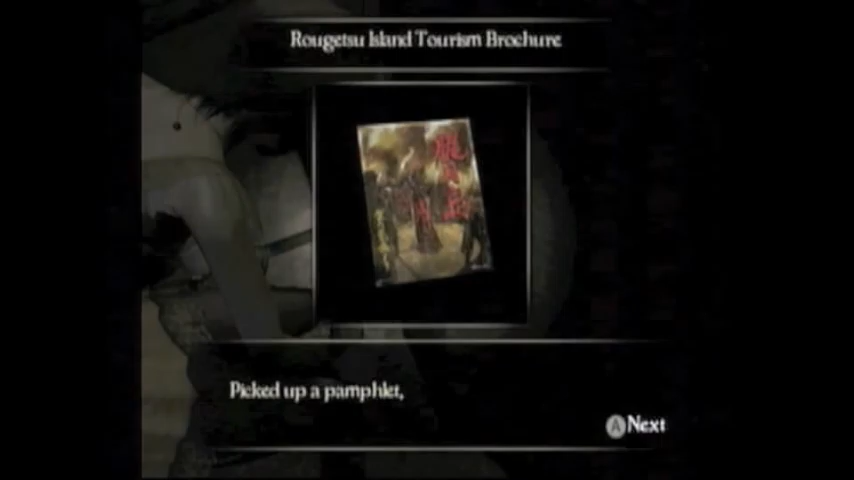 Rougetsu Island Tourism Brochure
Picked up a pamphlet,
A Next